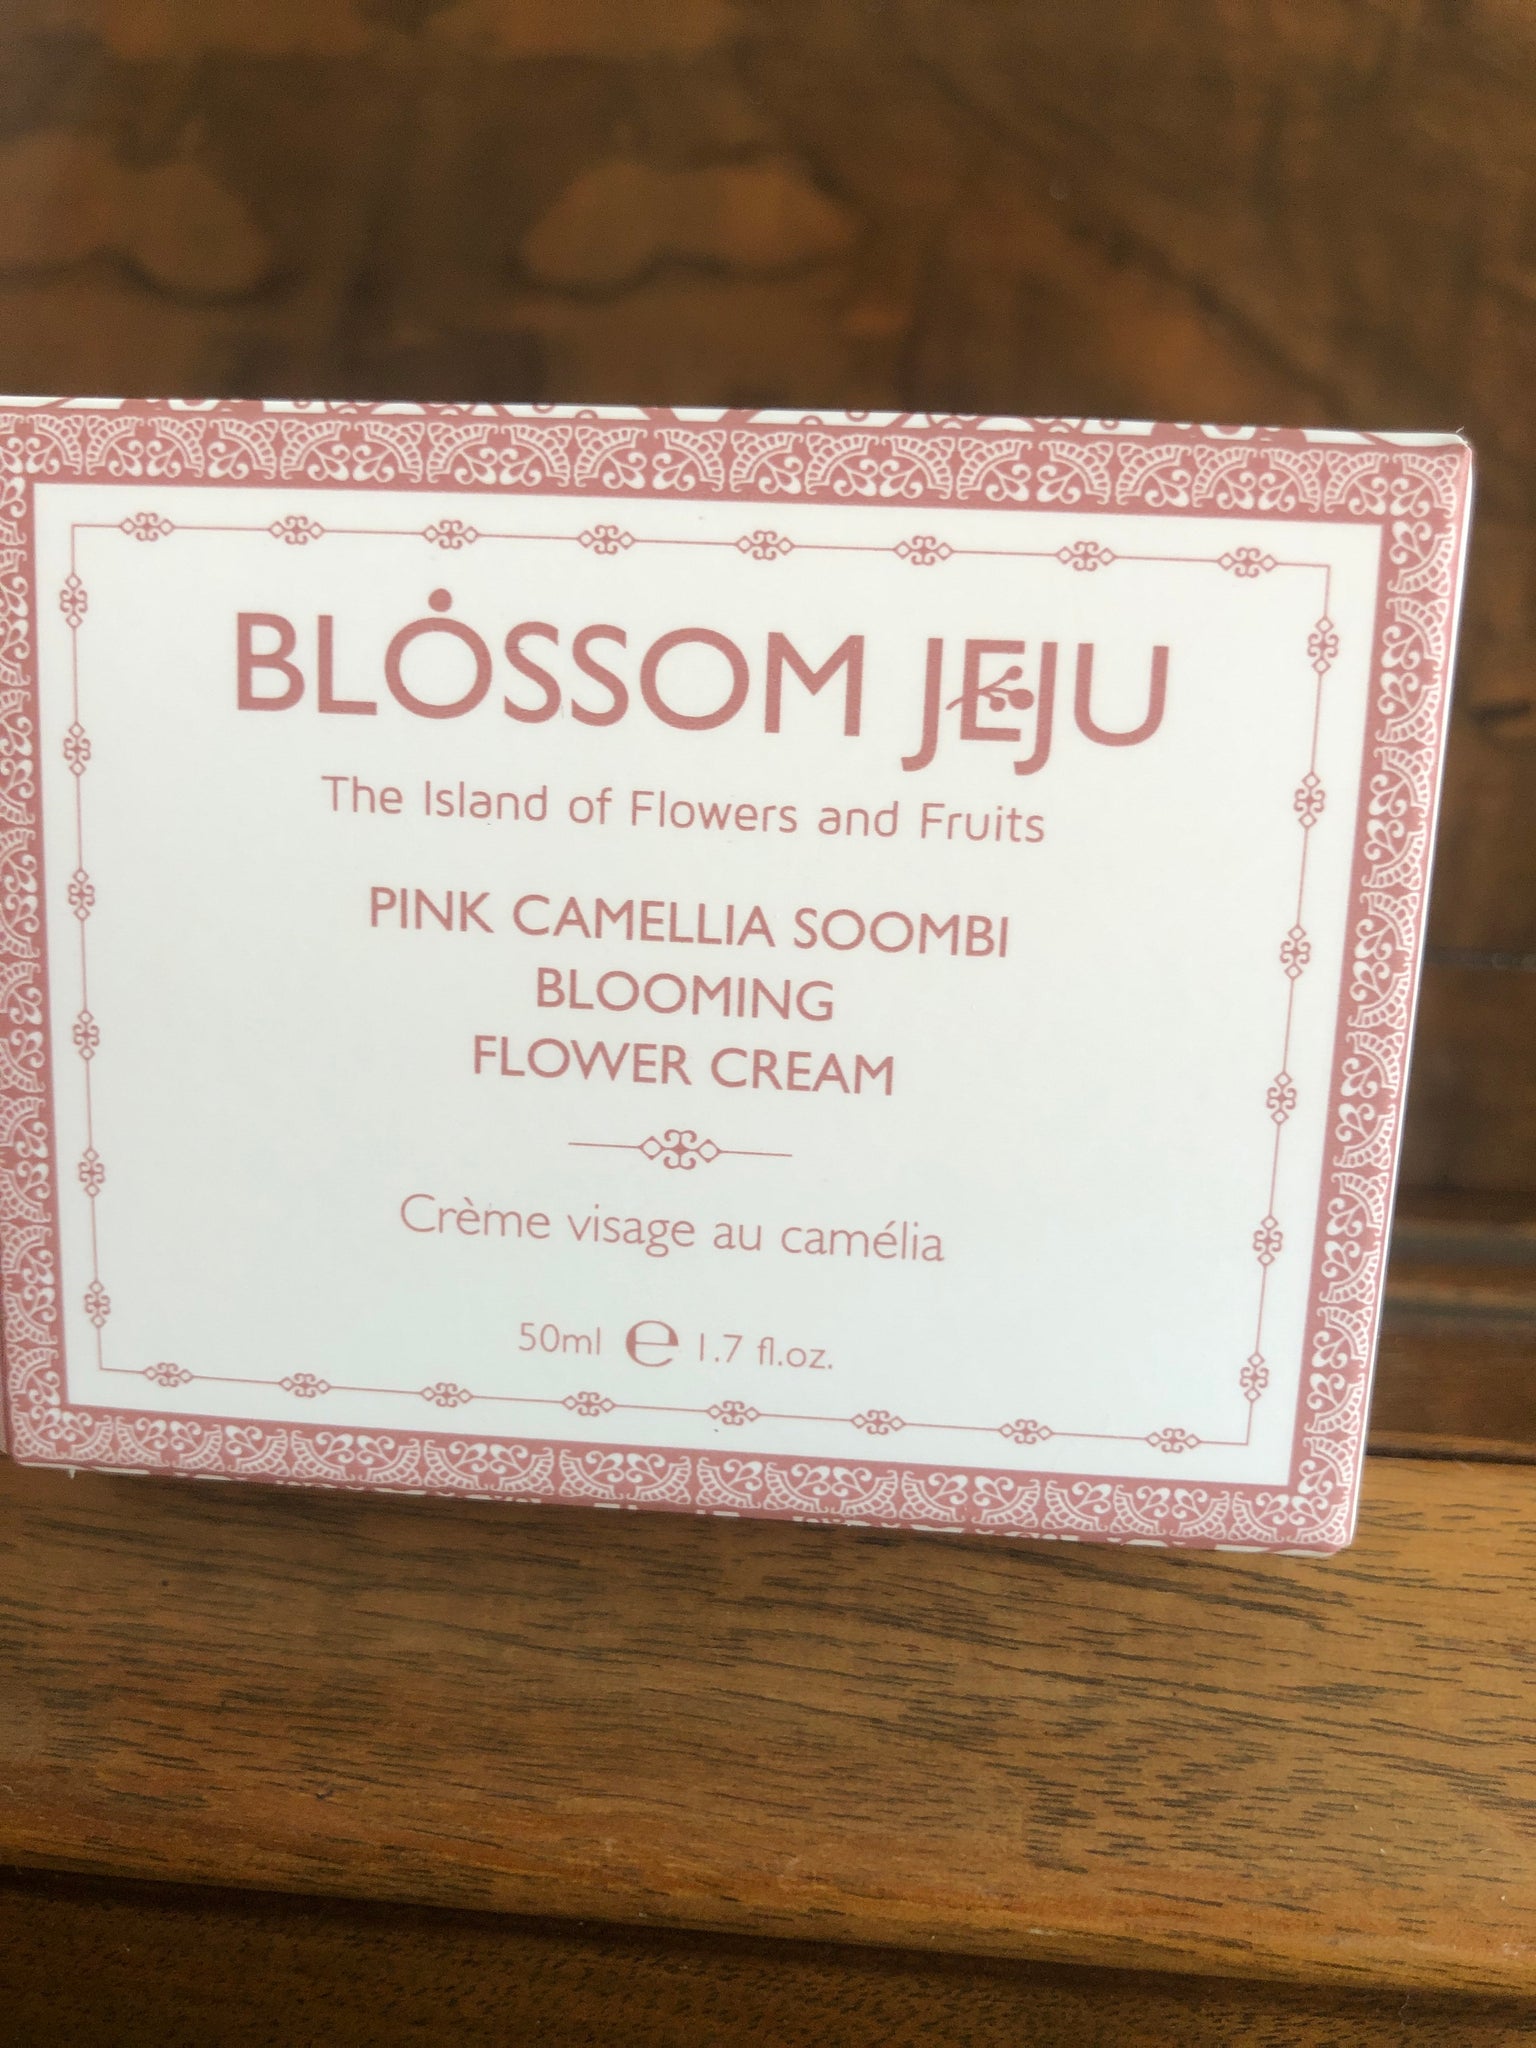 BLOSSOM JEJU
The Island of Flowers and Fruits
PINK CAMELLIA SOOMBI
BLOOMING
FLOWER CREAM
Crème visage au camélia
50ml ℮ 1.7 fl.oz.